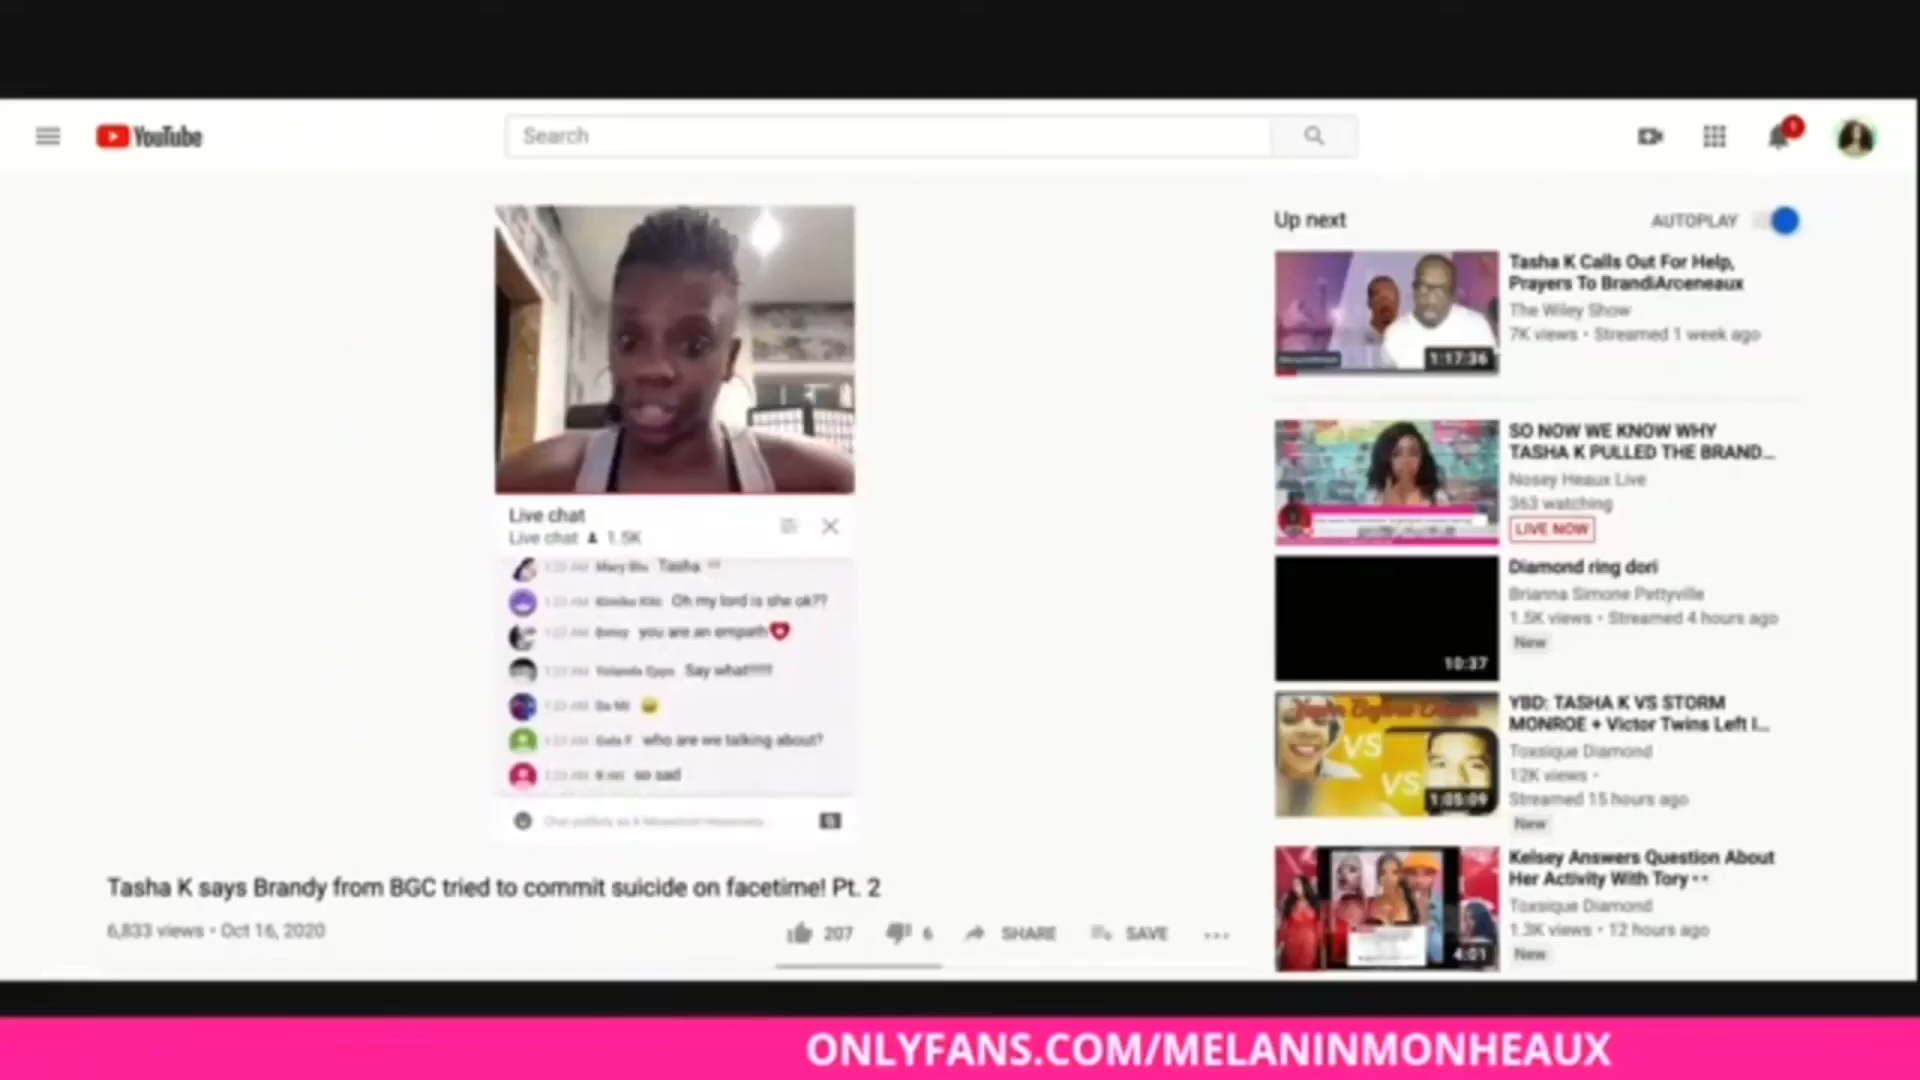 YouTube
Search
1
Up next
AUTOPLAY
Tasha K Calls Out For Help,
Prayers To BrandiArceneaux
The Wiley Show
7K views • Streamed 1 week ago
1:17:36
SO NOW WE KNOW WHY
TASHA K PULLED THE BRAND...
Nosey Heaux Live
363 watching
LIVE NOW
Diamond ring dori
Brianna Simone Pettyville
1.5K views • Streamed 4 hours ago
New
10:37
YBD: TASHA K VS STORM
MONROE + Victor Twins Left I...
Toxsique Diamond
12K views •
Streamed 15 hours ago
New
VS
VS
1:05:09
Kelsey Answers Question About
Her Activity With Tory
Toxsique Diamond
1.3K views • 12 hours ago
New
4:01
Live chat
Live chat 1.5K
Tasha
Oh my lord is she ok??
you are an empath
Say what!!!!!
Da Mi
who are we talking about?
so sad
Tasha K says Brandy from BGC tried to commit suicide on facetime! Pt. 2
6,833 views • Oct 16, 2020
207
6
SHARE
SAVE
ONLYFANS.COM/MELANINMONHEAUX